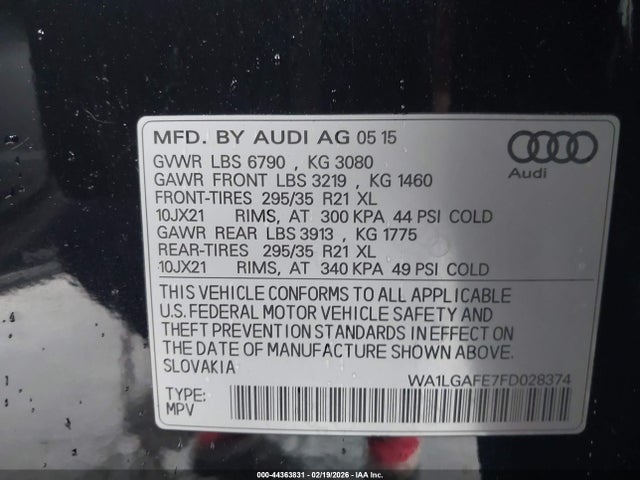 MFD. BY AUDI AG 05 15
GVWR LBS 6790 , KG 3080
GAWR FRONT LBS 3219 , KG 1460
FRONT-TIRES 295/35 R21 XL
10JX21 RIMS, AT 300 KPA 44 PSI COLD
GAWR REAR LBS 3913 , KG 1775
REAR-TIRES 295/35 R21 XL
10JX21 RIMS, AT 340 KPA 49 PSI COLD
Audi
THIS VEHICLE CONFORMS TO ALL APPLICABLE
U.S. FEDERAL MOTOR VEHICLE SAFETY AND
THEFT PREVENTION STANDARDS IN EFFECT ON
THE DATE OF MANUFACTURE SHOWN ABOVE.
SLOVAKIA
WA1LGAFE7FD028374
TYPE:
MPV
000-44363831 - 02/19/2026 - IAA Inc.